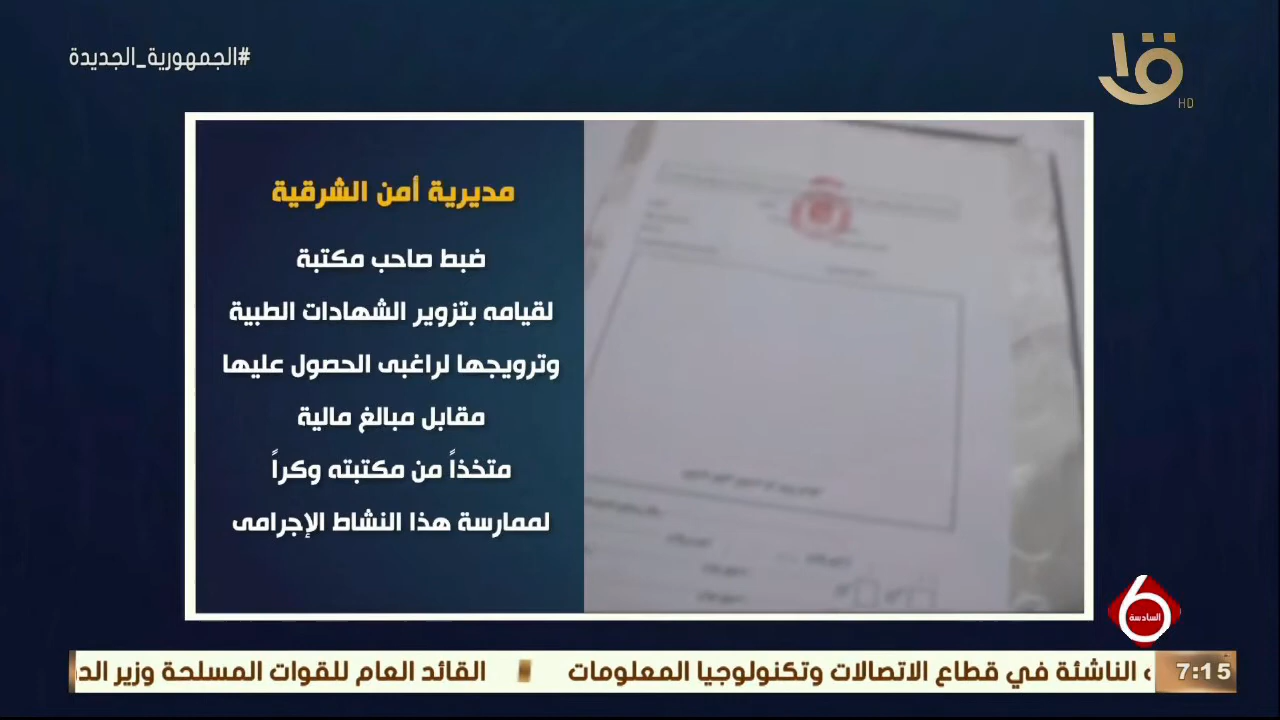 #الجمهورية_الجديدة
HD
مديرية أمن الشرقية
ضبط صاحب مكتبة
لقيامه بتزوير الشهادات الطبية
وترويجها لراغبى الحصول عليها
مقابل مبالغ مالية
متخذاً من مكتبته وكراً
لممارسة هذا النشاط الإجرامى
6
السادسة
7:15
الناشئة في قطاع الاتصالات وتكنولوجيا المعلومات
القائد العام للقوات المسلحة وزير الد